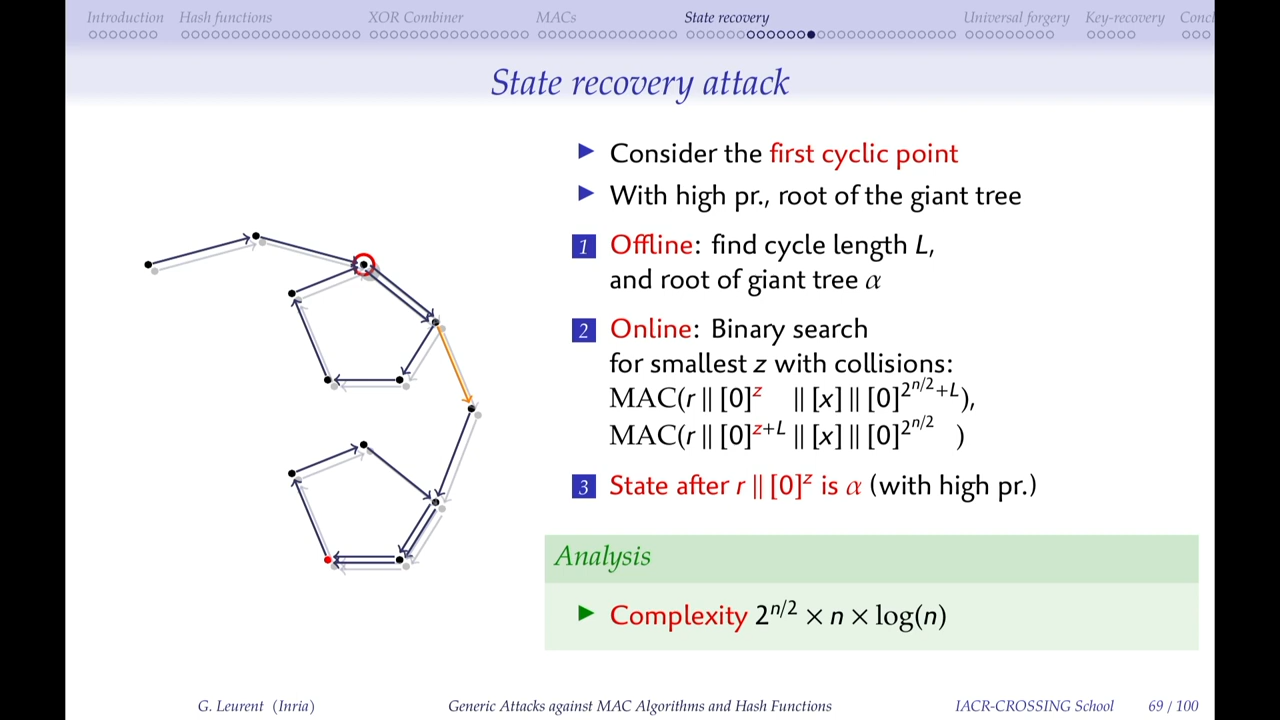 Introduction Hash functions XOR Combiner MACs State recovery Universal forgery Key-recovery Concl
State recovery attack
▶ Consider the first cyclic point
▶ With high pr., root of the giant tree
1 Offline: find cycle length L,
and root of giant tree α
2 Online: Binary search
for smallest z with collisions:
MAC(r || [0]^z || [x] || [0]^{2^{n/2}+L}),
MAC(r || [0]^{z+L} || [x] || [0]^{2^{n/2}} )
3 State after r || [0]^z is α (with high pr.)
Analysis
▶ Complexity 2^{n/2} × n × log(n)
G. Leurent (Inria) Generic Attacks against MAC Algorithms and Hash Functions IACR-CROSSING School 69 / 100